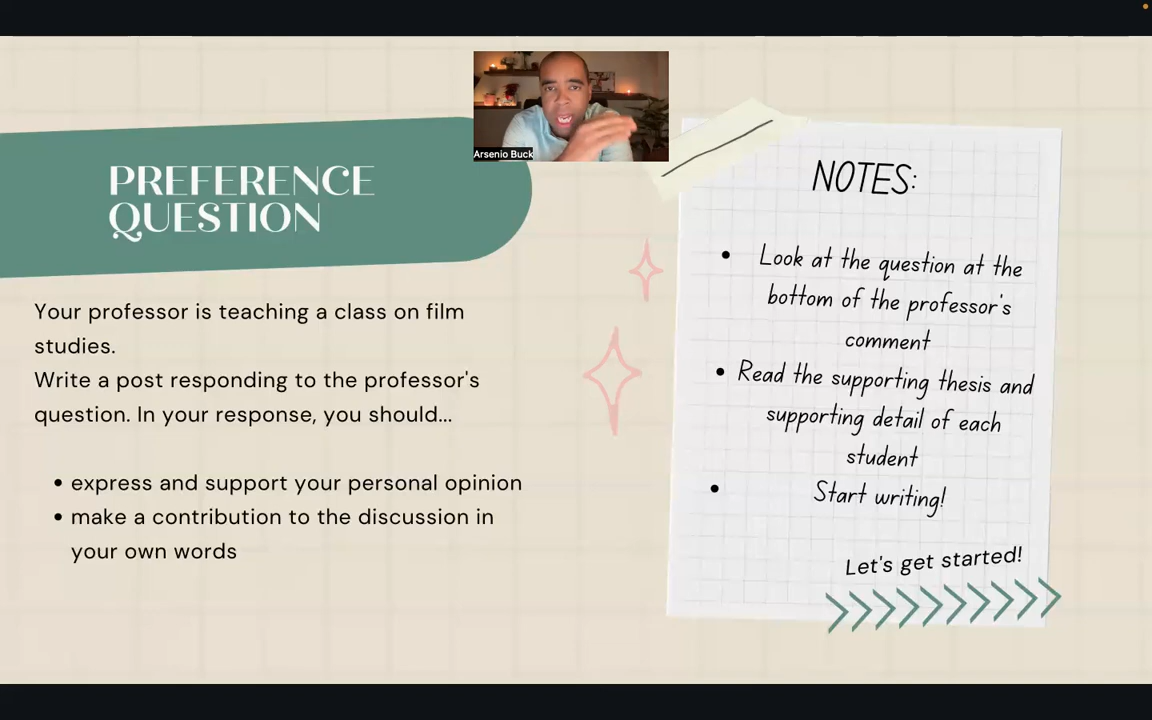 Arsenio Buck
PREFERENCE
QUESTION
Your professor is teaching a class on film
studies.
Write a post responding to the professor's
question. In your response, you should...
• express and support your personal opinion
• make a contribution to the discussion in
your own words
NOTES:
• Look at the question at the
bottom of the professor's
comment
• Read the supporting thesis and
supporting detail of each
student
• Start writing!
Let's get started!